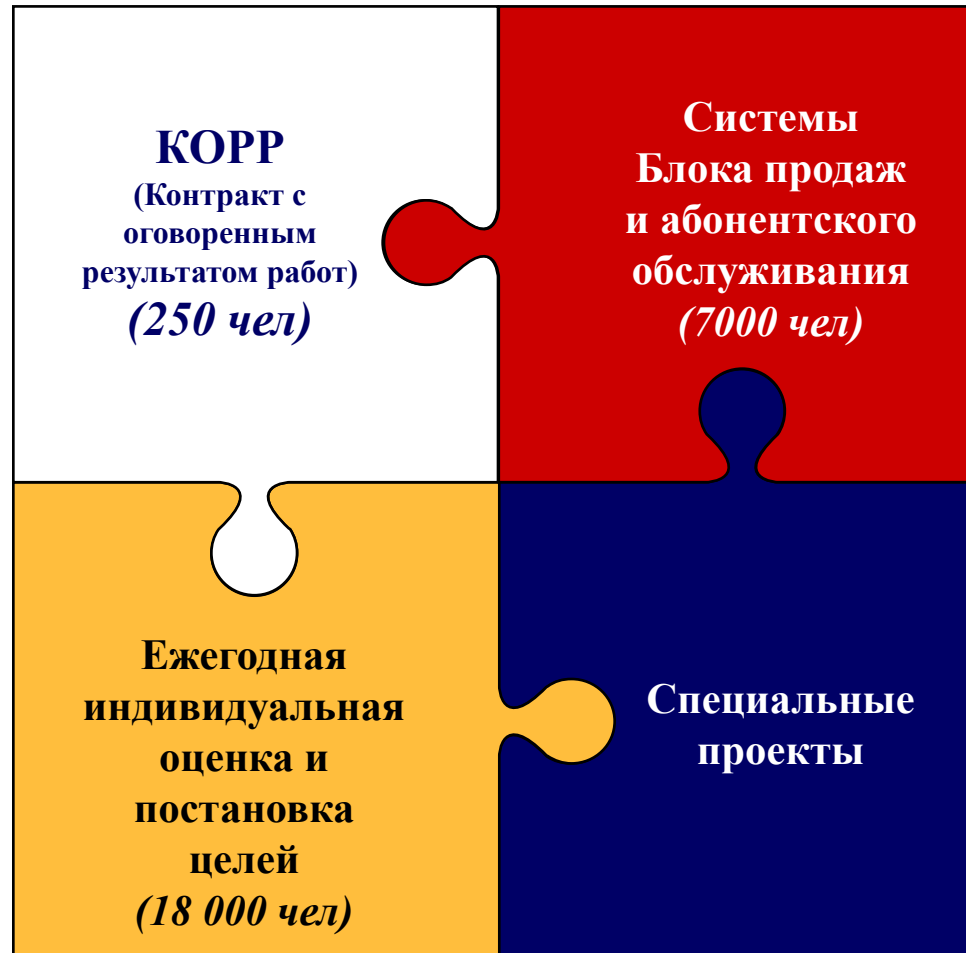 КОРР
(Контракт с
оговоренным
результатом работ)
(250 чел)
Системы
Блока продаж
и абонентского
обслуживания
(7000 чел)
Ежегодная
индивидуальная
оценка и
постановка
целей
(18 000 чел)
Специальные
проекты